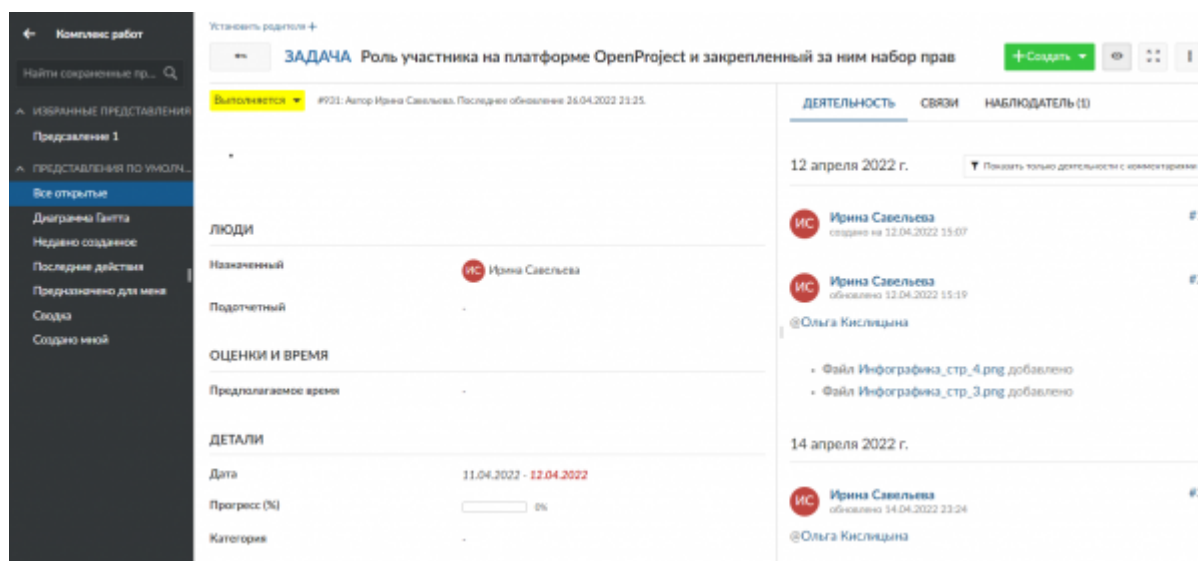 Комплекс работ
Найти сохраненные пр...
ИЗБРАННЫЕ ПРЕДСТАВЛЕНИЯ
Предсавление 1
ПРЕДСТАВЛЕНИЯ ПО УМОЛЧ...
Все открытые
Диаграмма Гантта
Недавно созданное
Последние действия
Предназначено для меня
Сводка
Создано мной
Установить родителя +
ЗАДАЧА Роль участника на платформе OpenProject и закрепленный за ним набор прав
+ Создать
Выполняется #931: Автор Ирина Савельева. Последнее обновление 26.04.2022 21:25.
ЛЮДИ
Назначенный ИС Ирина Савельева
Подотчетный -
ОЦЕНКИ И ВРЕМЯ
Предполагаемое время -
ДЕТАЛИ
Дата 11.04.2022 - 12.04.2022
Прогресс (%) 0%
Категория -
ДЕЯТЕЛЬНОСТЬ СВЯЗИ НАБЛЮДАТЕЛЬ (1)
12 апреля 2022 г. Показать только деятельности с комментариями
ИС Ирина Савельева #
создано на 12.04.2022 15:07
ИС Ирина Савельева #
обновлено 12.04.2022 15:19
@Ольга Кислицына
Файл Инфографика_стр_4.png добавлено
Файл Инфографика_стр_3.png добавлено
14 апреля 2022 г.
ИС Ирина Савельева #
обновлено 14.04.2022 23:24
@Ольга Кислицына